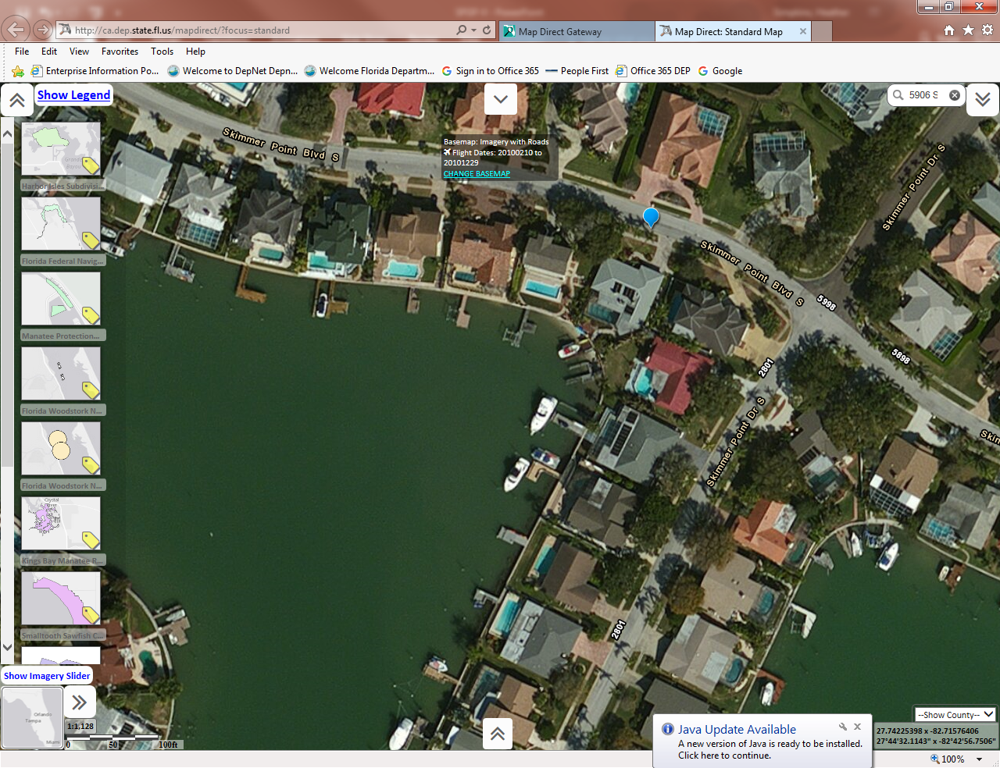 http://ca.dep.state.fl.us/mapdirect/?focus=standard
Map Direct Gateway
Map Direct: Standard Map
File Edit View Favorites Tools Help
Enterprise Information Po... Welcome to DepNet Depn... Welcome Florida Departm... Sign in to Office 365 People First Office 365 DEP Google
Show Legend
5906 S
Basemap: Imagery with Roads
Flight Dates: 20100210 to
20101229
CHANGE BASEMAP
Skimmer Point Blvd S
Skimmer Point Dr S
Skimmer Point Blvd S
5998
5898
2801
Skimmer Point Dr S
Skim
2801
Harbor Isles Subdivisi...
Florida Federal Navig...
Manatee Protection...
Florida Woodstork N...
Florida Woodstork N...
Crystal River
Kings Bay Manatee R...
Smalltooth Sawfish C...
Show Imagery Slider
Orlando
Tampa
Miami
1:1,128
0 50 100ft
--Show County--
27.74225398 x -82.71576406
27°44'32.1143" x -82°42'56.7506"
Java Update Available
A new version of Java is ready to be installed.
Click here to continue.
100%